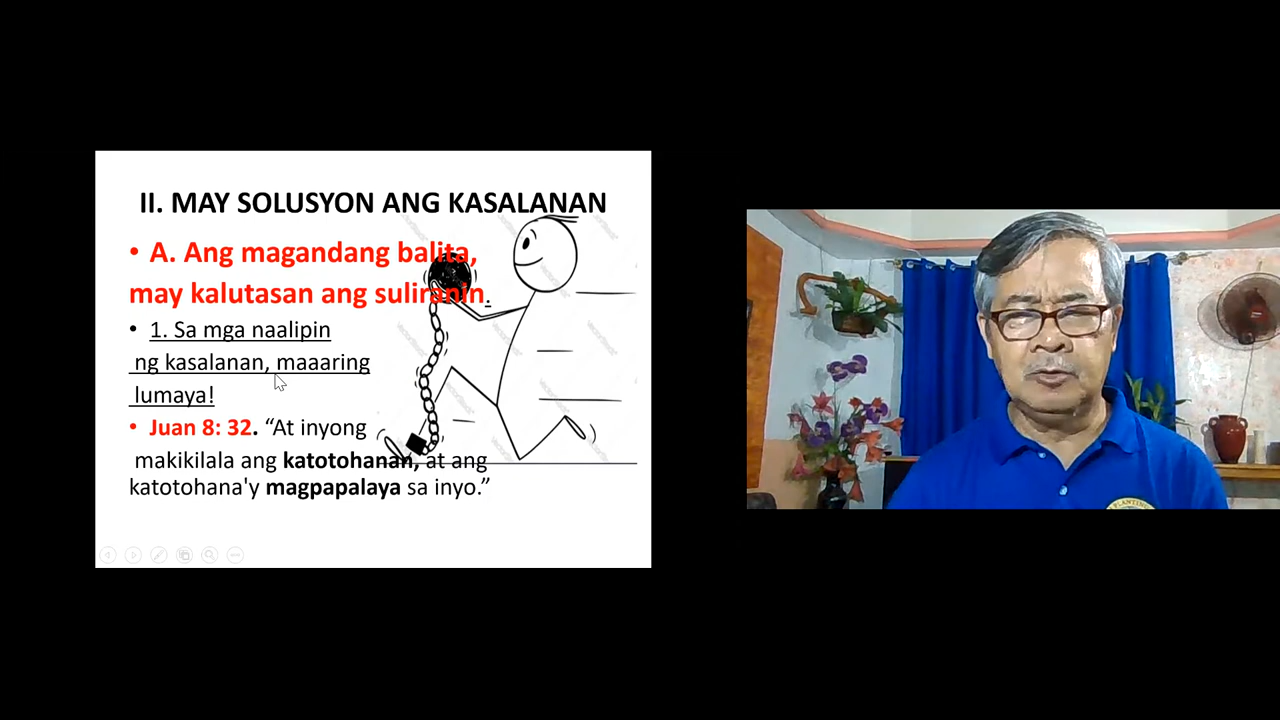 II. MAY SOLUSYON ANG KASALANAN
• A. Ang magandang balita,
may kalutasan ang suliranin.
• 1. Sa mga naalipin
ng kasalanan, maaaring
lumaya!
• Juan 8: 32. “At inyong
makikilala ang katotohanan, at ang
katotohana'y magpapalaya sa inyo.”
PLANTING